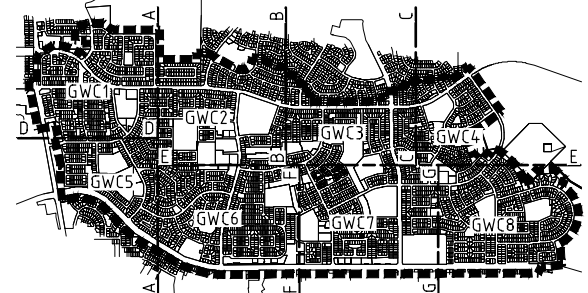 A B C
GWC1
GWC2
D D
GWC3
GWC4
E B C E
F G
GWC5
GWC6
GWC7
GWC8
A F G